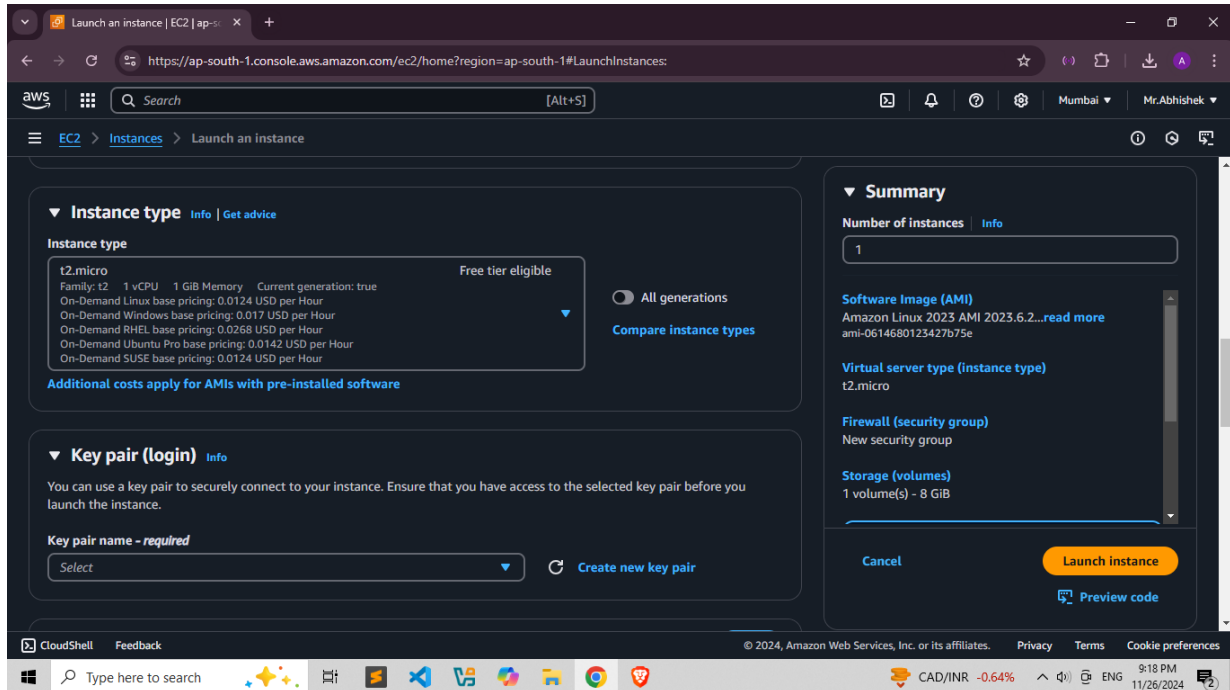 Launch an instance | EC2 | ap-so
https://ap-south-1.console.aws.amazon.com/ec2/home?region=ap-south-1#LaunchInstances:
A
aws
Search
[Alt+S]
Mumbai
Mr.Abhishek
EC2 > Instances > Launch an instance
Instance type Info | Get advice
Instance type
t2.micro
Free tier eligible
Family: t2 1 vCPU 1 GiB Memory Current generation: true
On-Demand Linux base pricing: 0.0124 USD per Hour
On-Demand Windows base pricing: 0.017 USD per Hour
On-Demand RHEL base pricing: 0.0268 USD per Hour
On-Demand Ubuntu Pro base pricing: 0.0142 USD per Hour
On-Demand SUSE base pricing: 0.0124 USD per Hour
All generations
Compare instance types
Additional costs apply for AMIs with pre-installed software
Key pair (login) Info
You can use a key pair to securely connect to your instance. Ensure that you have access to the selected key pair before you
launch the instance.
Key pair name - required
Select
Create new key pair
Summary
Number of instances Info
1
Software Image (AMI)
Amazon Linux 2023 AMI 2023.6.2...read more
ami-0614680123427b75e
Virtual server type (instance type)
t2.micro
Firewall (security group)
New security group
Storage (volumes)
1 volume(s) - 8 GiB
Cancel
Launch instance
Preview code
CloudShell
Feedback
© 2024, Amazon Web Services, Inc. or its affiliates.
Privacy
Terms
Cookie preferences
Type here to search
CAD/INR -0.64%
ENG
9:18 PM
11/26/2024
2